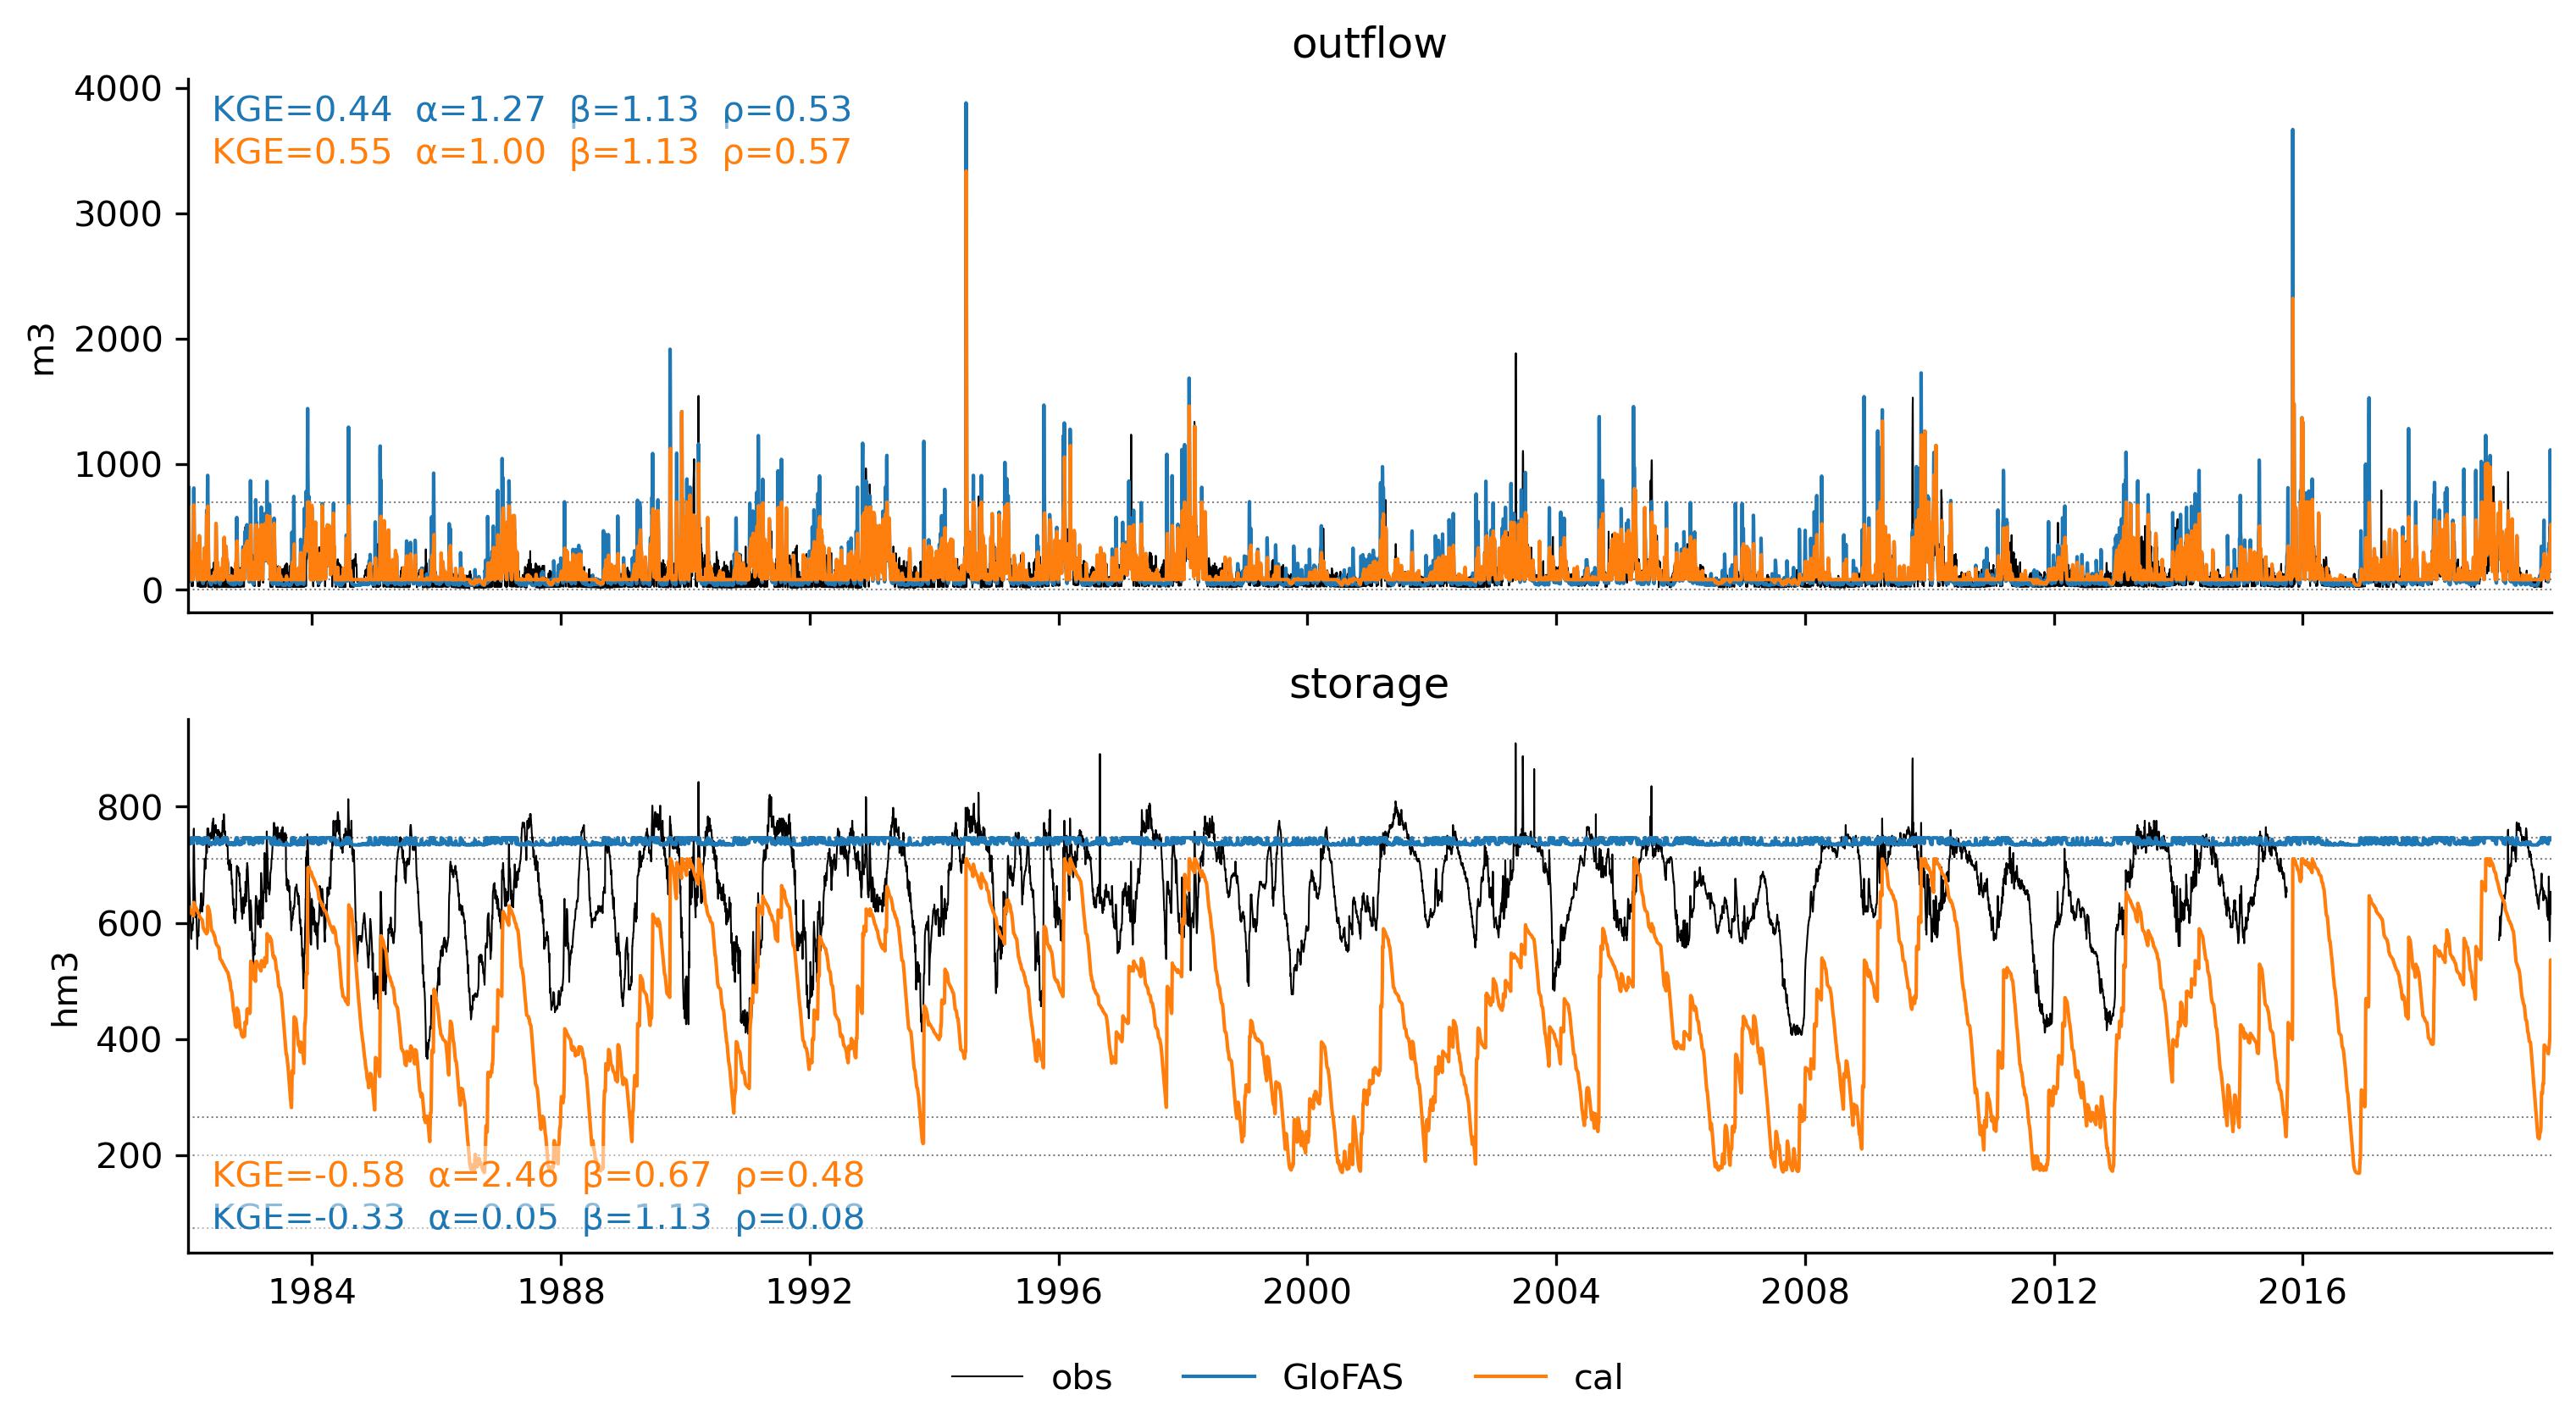 outflow
4000
KGE=0.44 α=1.27 β=1.13 ρ=0.53
KGE=0.55 α=1.00 β=1.13 ρ=0.57
3000
m3
2000
1000
0
storage
800
600
hm3
400
200
KGE=-0.58 α=2.46 β=0.67 ρ=0.48
KGE=-0.33 α=0.05 β=1.13 ρ=0.08
1984 1988 1992 1996 2000 2004 2008 2012 2016
obs GloFAS cal